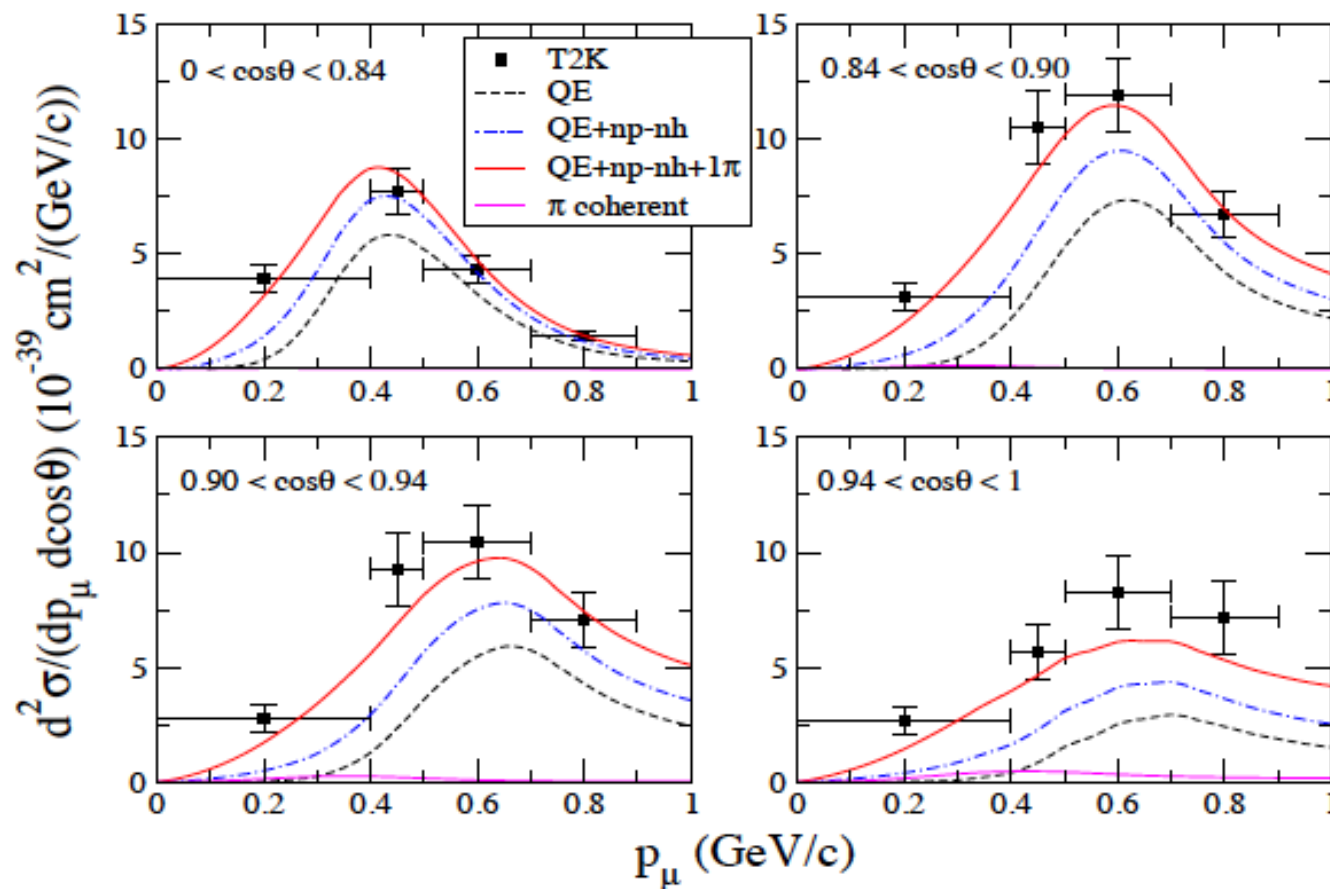 15
10
5
0
0 < cosθ < 0.84
0 0.2 0.4 0.6 0.8 1
T2K
QE
QE+np-nh
QE+np-nh+1π
π coherent
15
10
5
0
0.84 < cosθ < 0.90
0 0.2 0.4 0.6 0.8 1
d² σ/(dp_μ dcosθ) (10⁻³⁹ cm²/(GeV/c))
15
10
5
0
0.90 < cosθ < 0.94
0 0.2 0.4 0.6 0.8 1
15
10
5
0
0.94 < cosθ < 1
0 0.2 0.4 0.6 0.8 1
p_μ (GeV/c)